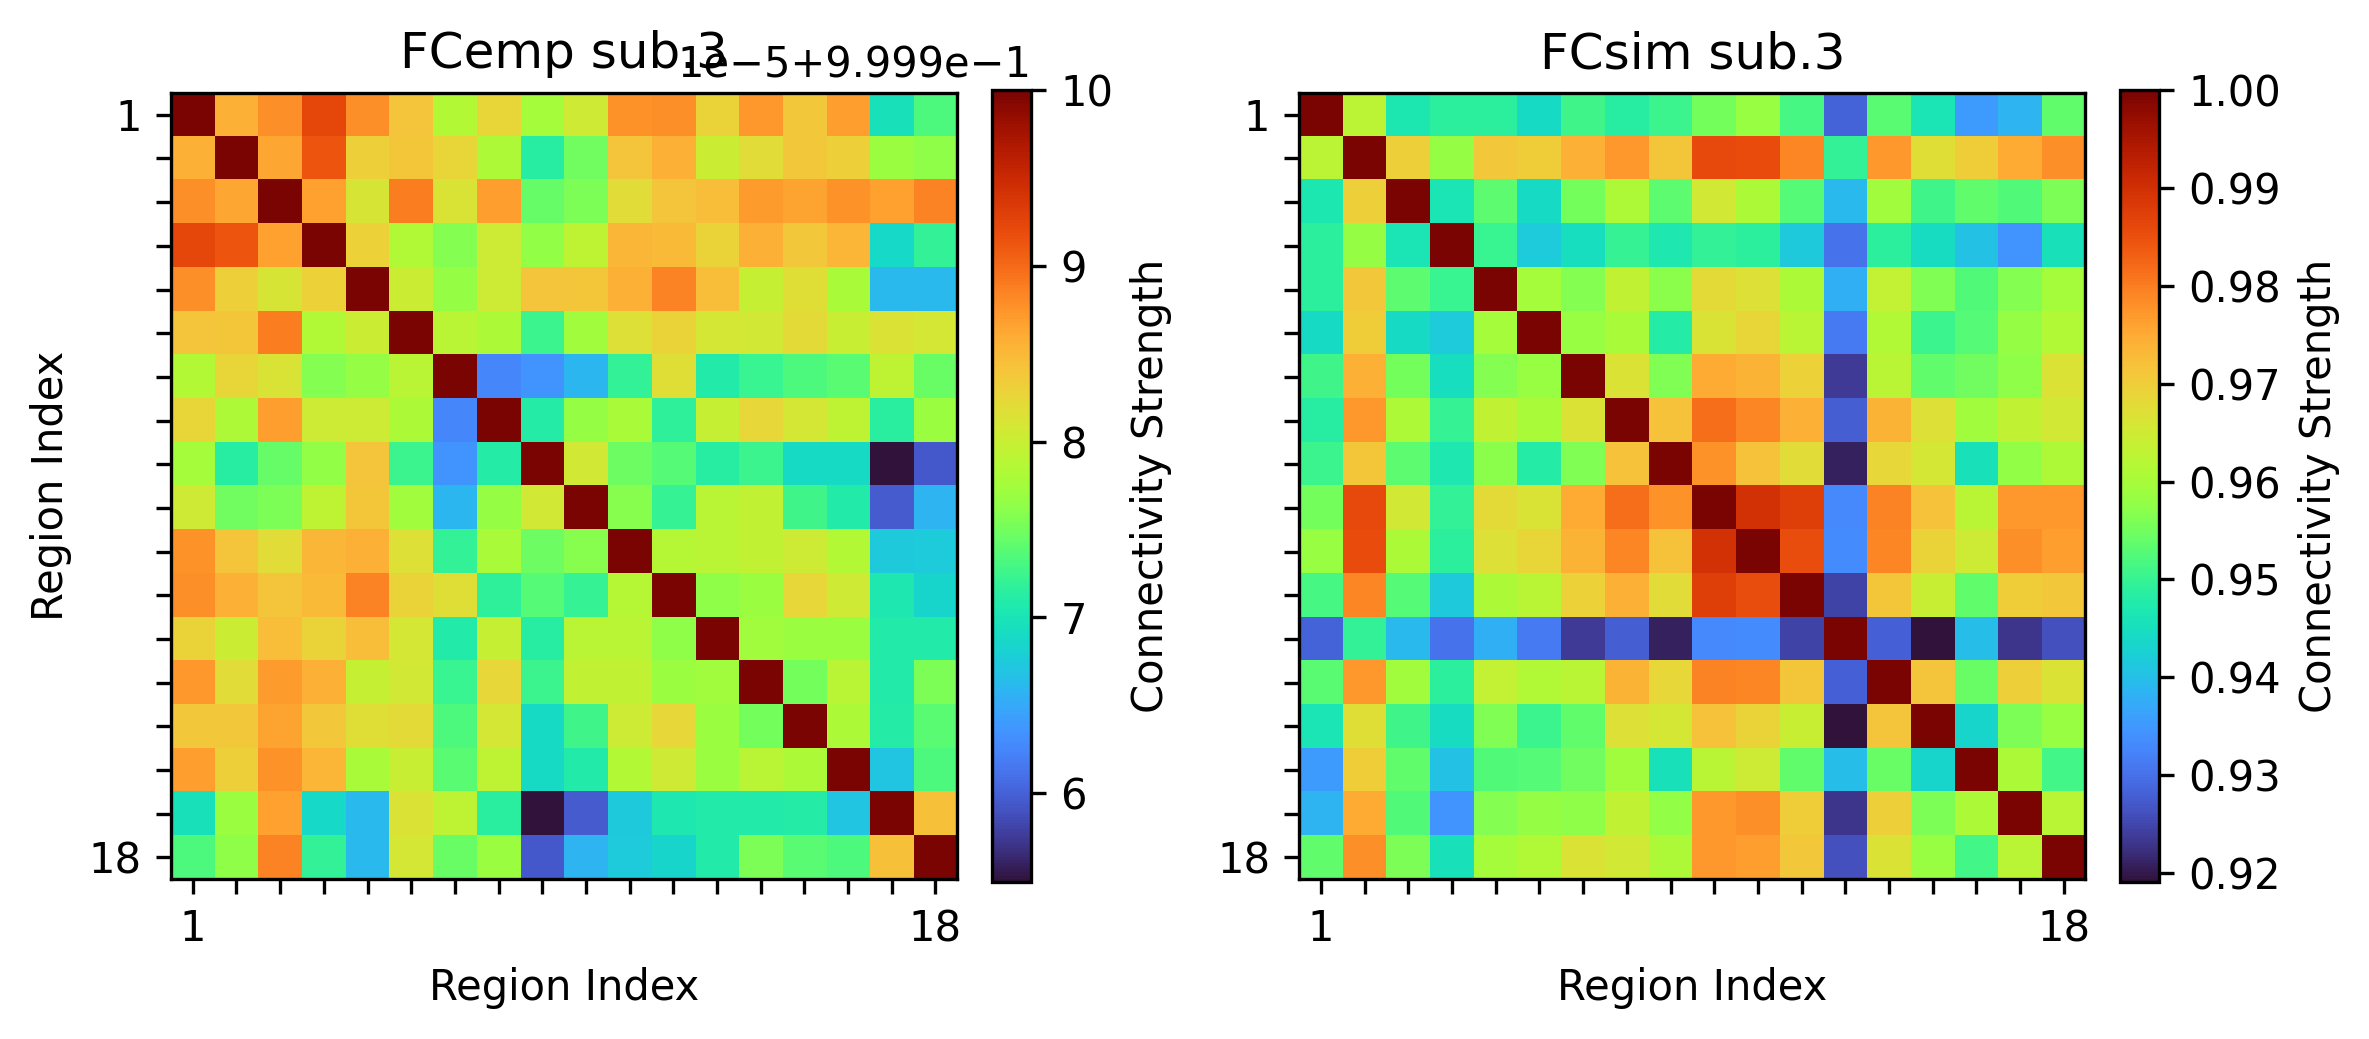 FCemp sub.3
1e−5+9.999e−1
1
18
1
18
Region Index
Region Index
10
9
8
7
6
Connectivity Strength
FCsim sub.3
1
18
1
18
Region Index
1.00
0.99
0.98
0.97
0.96
0.95
0.94
0.93
0.92
Connectivity Strength